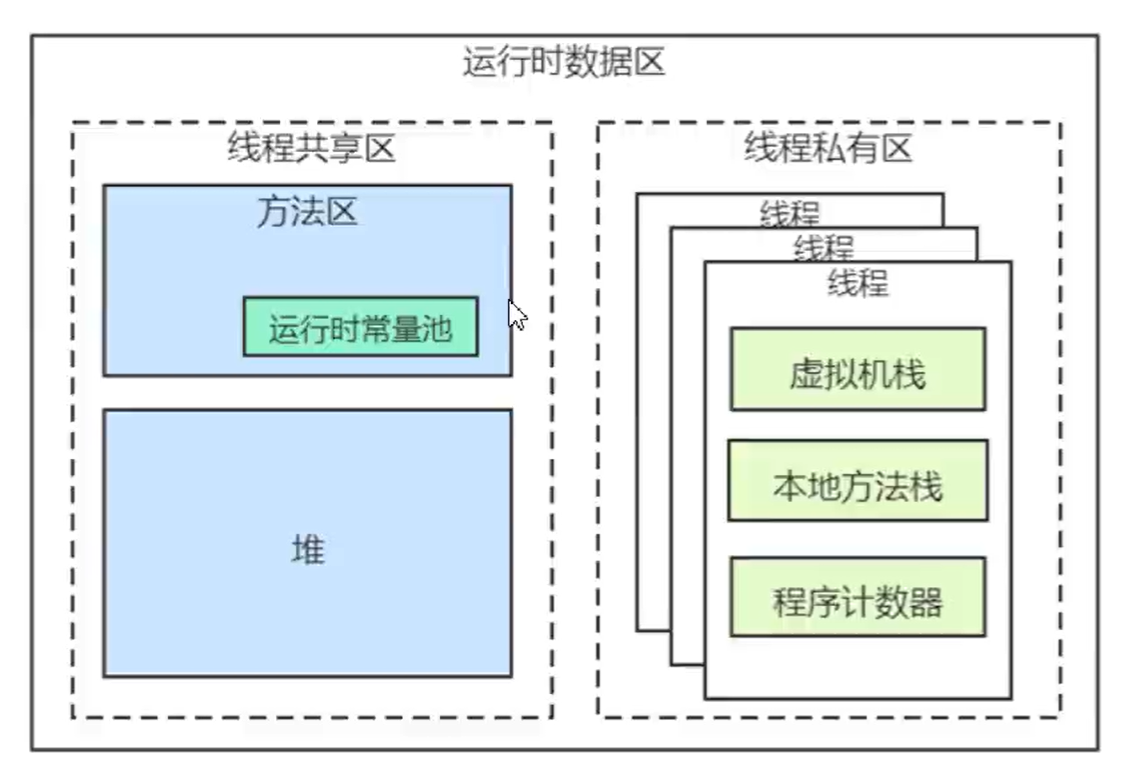 运行时数据区
线程共享区
方法区
运行时常量池
堆
线程私有区
线程
线程
线程
虚拟机栈
本地方法栈
程序计数器